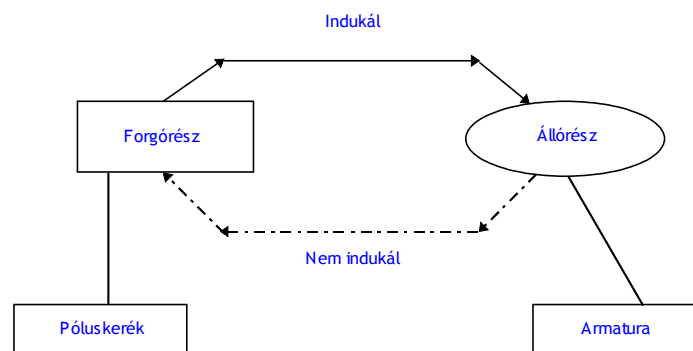 Indukál
Forgórész
Állórész
Nem indukál
Póluskerék
Armatura